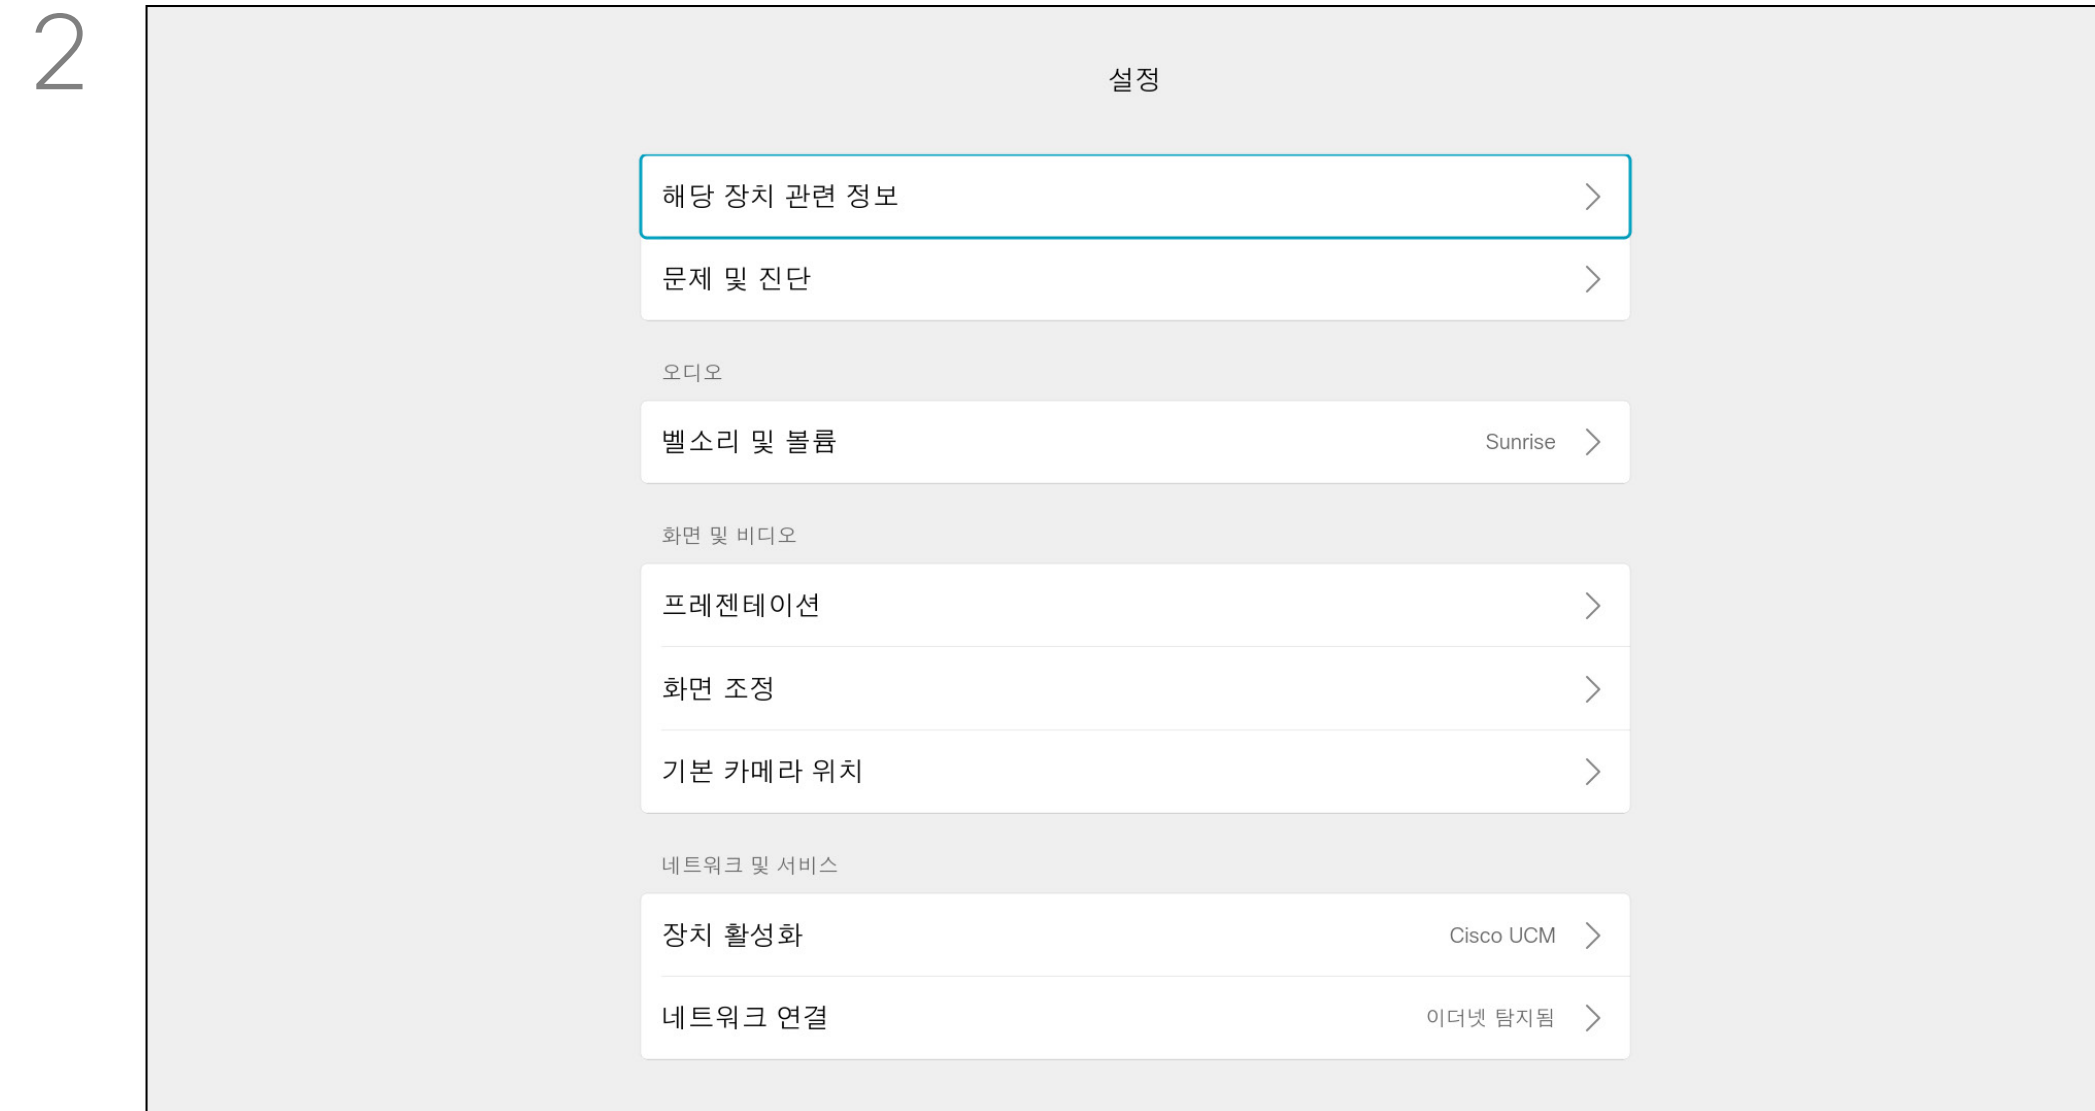 2
설정
해당 장치 관련 정보
문제 및 진단
오디오
벨소리 및 볼륨 Sunrise
화면 및 비디오
프레젠테이션
화면 조정
기본 카메라 위치
네트워크 및 서비스
장치 활성화 Cisco UCM
네트워크 연결 이더넷 탐지됨